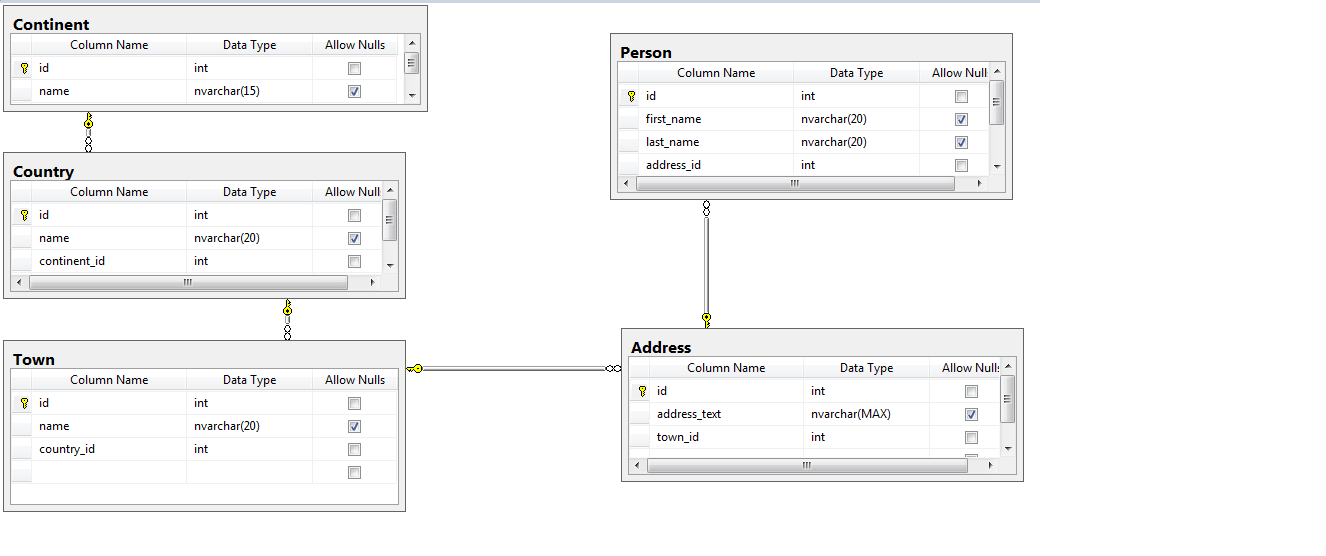 Continent
Column Name Data Type Allow Nulls
id int
name nvarchar(15)
Person
Column Name Data Type Allow Null
id int
first_name nvarchar(20)
last_name nvarchar(20)
address_id int
Country
Column Name Data Type Allow Null
id int
name nvarchar(20)
continent_id int
Town
Column Name Data Type Allow Nulls
id int
name nvarchar(20)
country_id int
Address
Column Name Data Type Allow Nulls
id int
address_text nvarchar(MAX)
town_id int